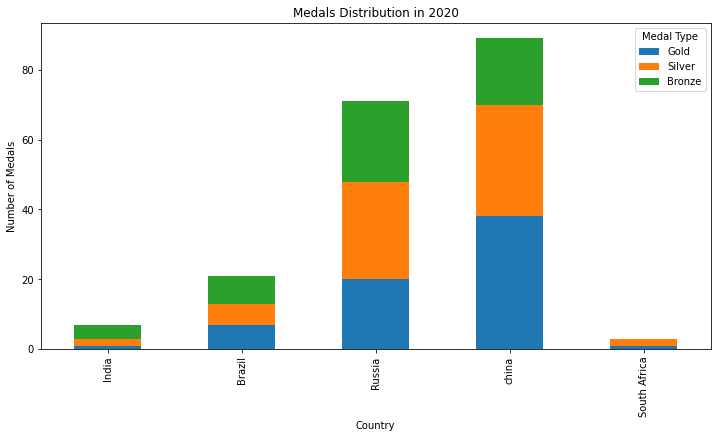 Medals Distribution in 2020
Medal Type
Gold
Silver
Bronze
Number of Medals
80
60
40
20
0
India
Brazil
Russia
china
South Africa
Country